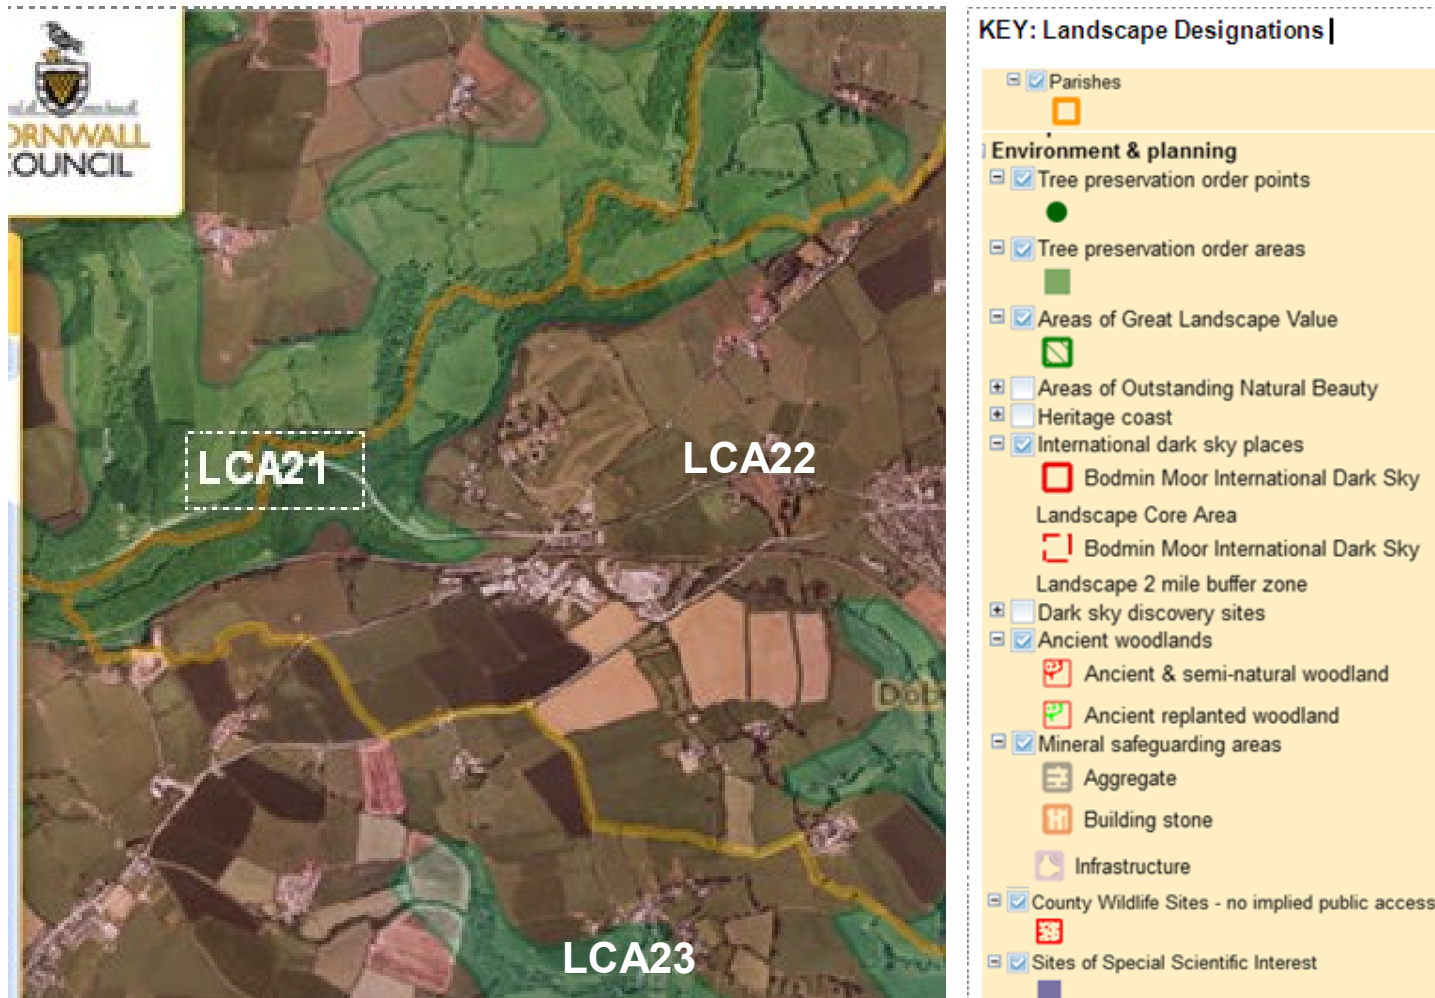 ORNWALL
COUNCIL
LCA21
LCA22
LCA23
KEY: Landscape Designations
Parishes
Environment & planning
Tree preservation order points
Tree preservation order areas
Areas of Great Landscape Value
Areas of Outstanding Natural Beauty
Heritage coast
International dark sky places
Bodmin Moor International Dark Sky
Landscape Core Area
Bodmin Moor International Dark Sky
Landscape 2 mile buffer zone
Dark sky discovery sites
Ancient woodlands
Ancient & semi-natural woodland
Ancient replanted woodland
Mineral safeguarding areas
Aggregate
Building stone
Infrastructure
County Wildlife Sites - no implied public access
Sites of Special Scientific Interest